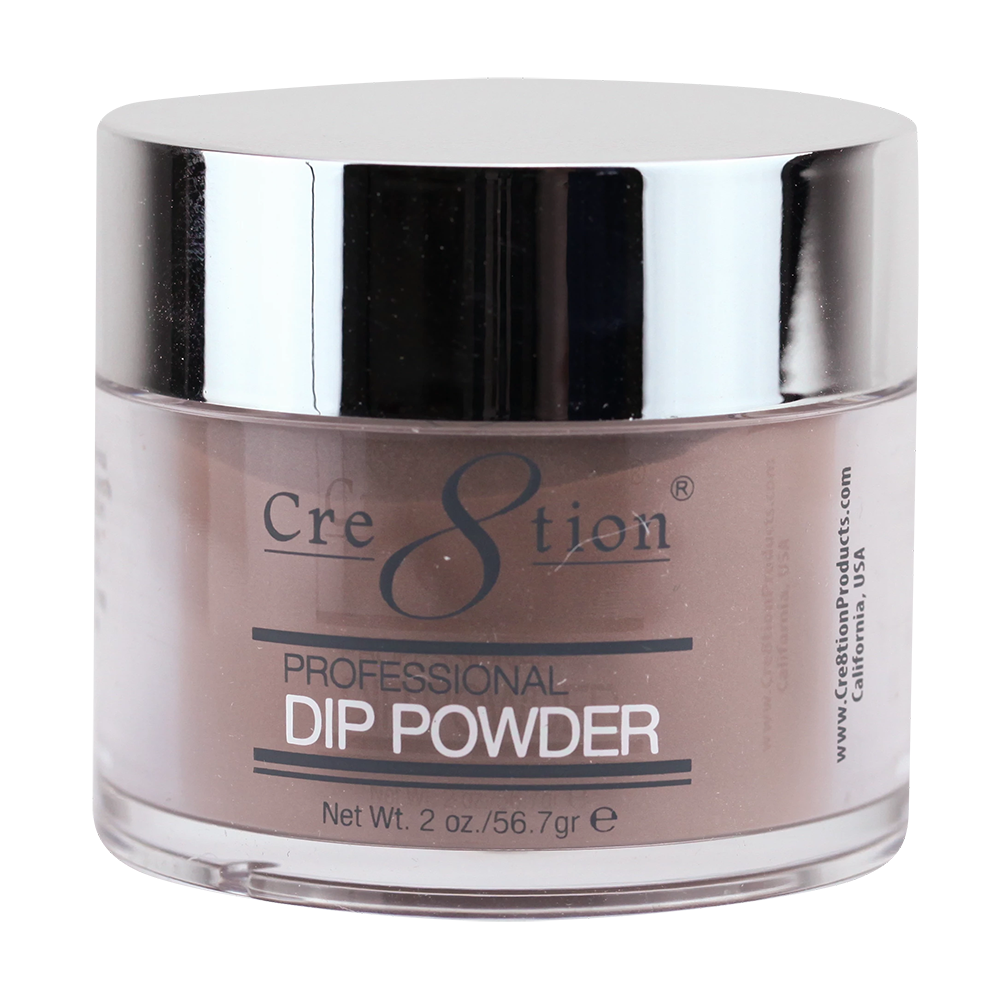 Cre8tion®
PROFESSIONAL
DIP POWDER
Net Wt. 2 oz./56.7gr ℮
www.Cre8tionProducts.com
California, USA